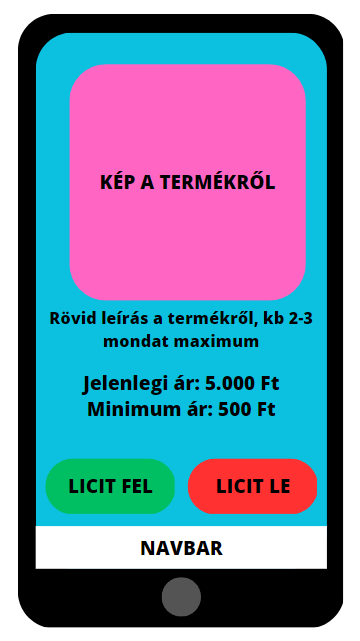 KÉP A TERMÉKRŐL
Rövid leírás a termékről, kb 2-3
mondat maximum
Jelenlegi ár: 5.000 Ft
Minimum ár: 500 Ft
LICIT FEL
LICIT LE
NAVBAR